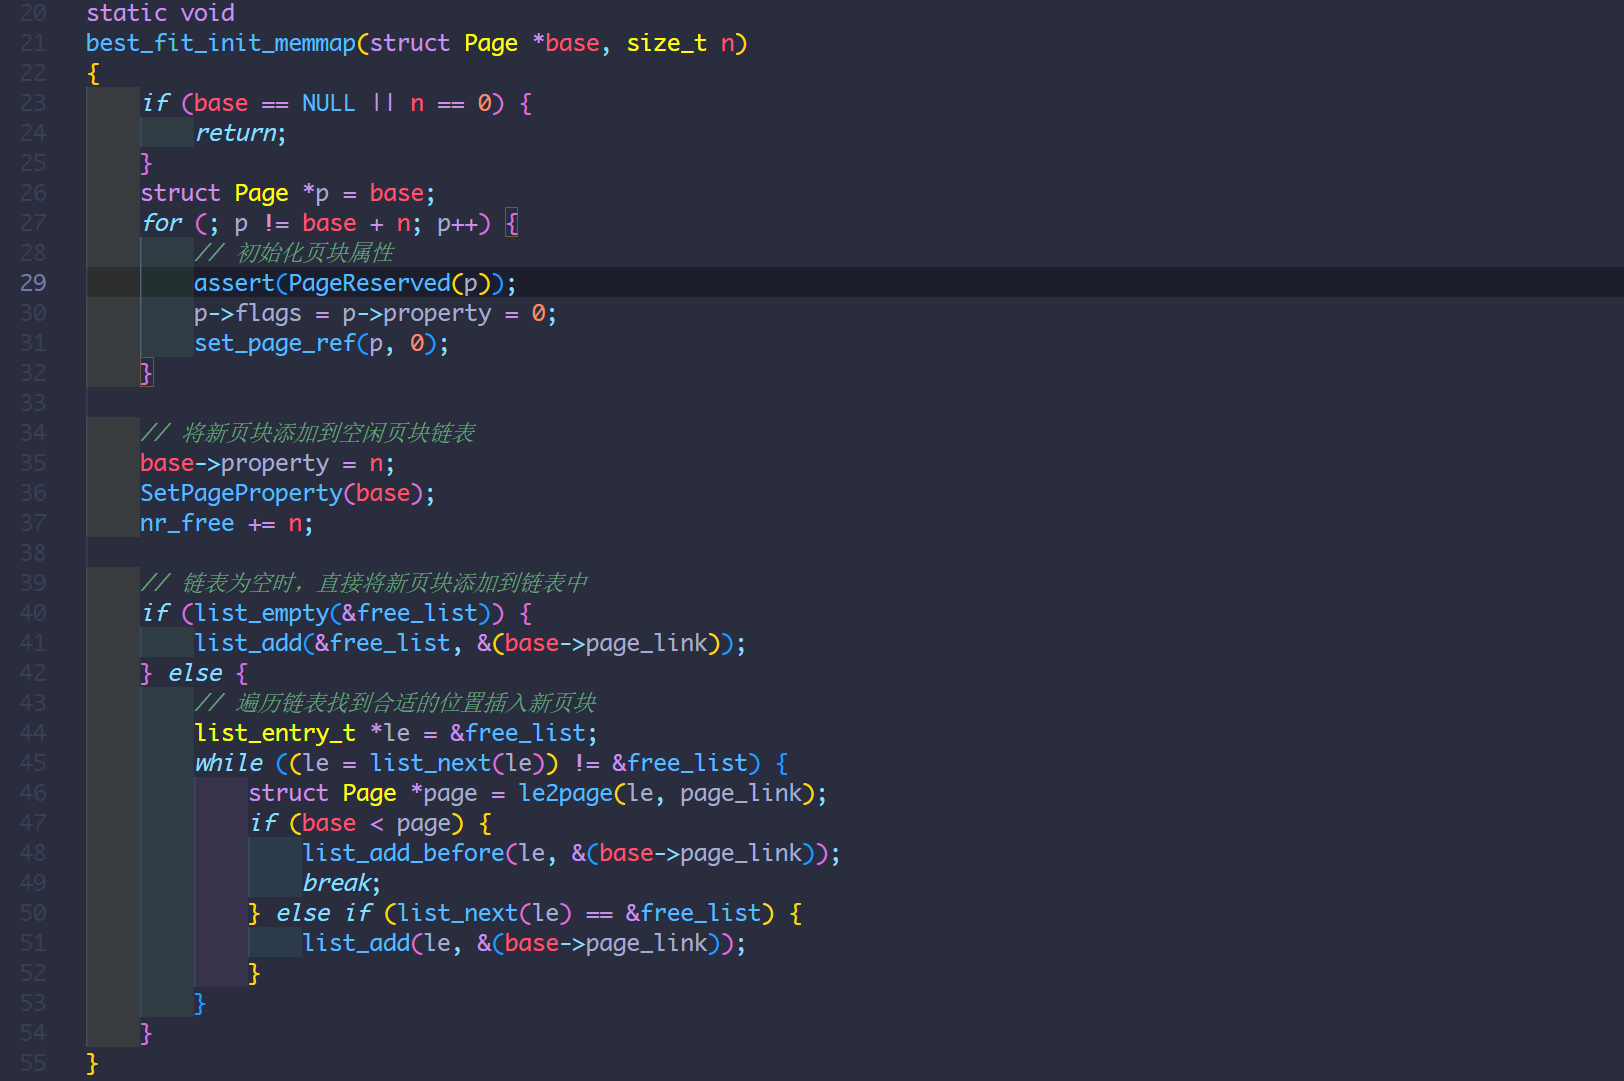 20 static void
21 best_fit_init_memmap(struct Page *base, size_t n)
22 {
23     if (base == NULL || n == 0) {
24         return;
25     }
26     struct Page *p = base;
27     for (; p != base + n; p++) {
28         // 初始化页块属性
29         assert(PageReserved(p));
30         p->flags = p->property = 0;
31         set_page_ref(p, 0);
32     }
33
34     // 将新页块添加到空闲页块链表
35     base->property = n;
36     SetPageProperty(base);
37     nr_free += n;
38
39     // 链表为空时，直接将新页块添加到链表中
40     if (list_empty(&free_list)) {
41         list_add(&free_list, &(base->page_link));
42     } else {
43         // 遍历链表找到合适的位置插入新页块
44         list_entry_t *le = &free_list;
45         while ((le = list_next(le)) != &free_list) {
46             struct Page *page = le2page(le, page_link);
47             if (base < page) {
48                 list_add_before(le, &(base->page_link));
49                 break;
50             } else if (list_next(le) == &free_list) {
51                 list_add(le, &(base->page_link));
52             }
53         }
54     }
55 }